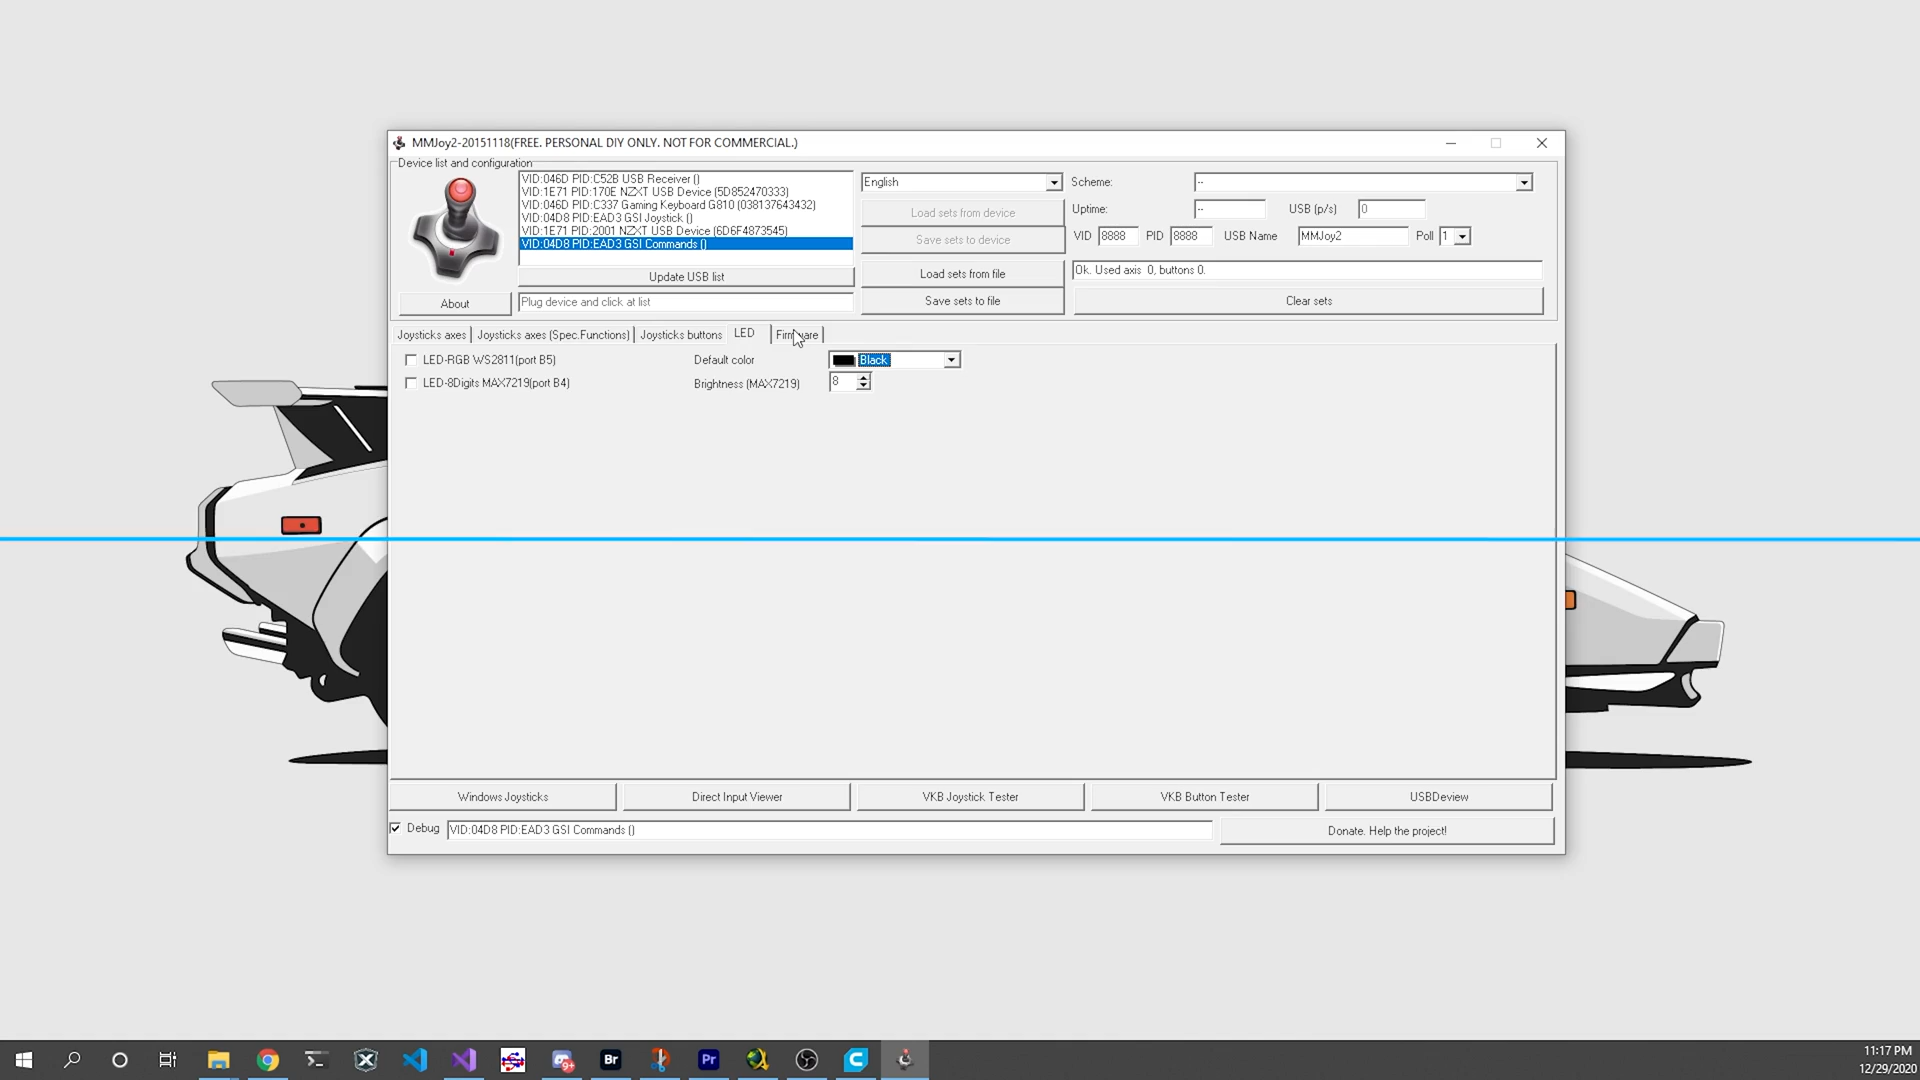 MMJoy2-20151118(FREE. PERSONAL DIY ONLY. NOT FOR COMMERCIAL.)
Device list and configuration
VID:046D PID:C52B USB Receiver ()
VID:1E71 PID:170E NZXT USB Device (5D852470333)
VID:046D PID:C337 Gaming Keyboard G810 (038137643432)
VID:04D8 PID:EAD3 GSI Joystick ()
VID:1E71 PID:2001 NZXT USB Device (6D6F4873545)
VID:04D8 PID:EAD3 GSI Commands ()
Update USB list
About
Plug device and click at list
English
Load sets from device
Save sets to device
Load sets from file
Save sets to file
Scheme: --
Uptime: -- USB (p/s) 0
VID 8888 PID 8888 USB Name MMJoy2 Poll 1
Ok. Used axis 0, buttons 0.
Clear sets
Joysticks axes Joysticks axes (Spec.Functions) Joysticks buttons LED Firmware
LED-RGB WS2811(port B5) Default color Black
LED-8Digits MAX7219(port B4) Brightness (MAX7219) 8
Windows Joysticks Direct Input Viewer VKB Joystick Tester VKB Button Tester USBDeview
Debug VID:04D8 PID:EAD3 GSI Commands () Donate. Help the project!
9+ Br Pr
11:17 PM
12/29/2020